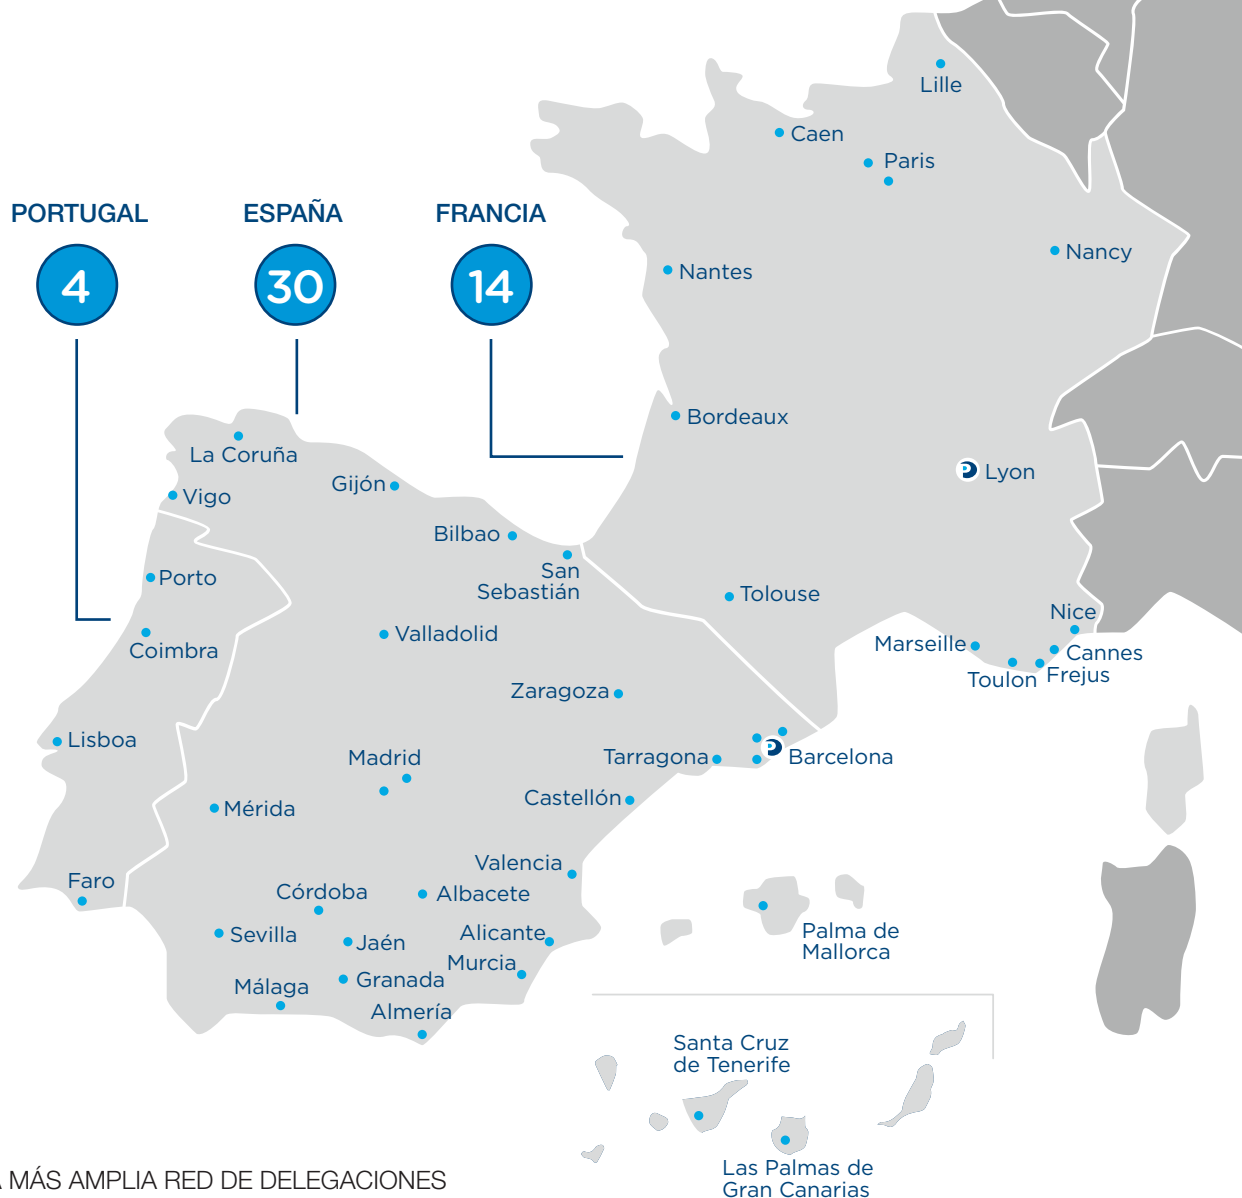 Lille
Caen
Paris
PORTUGAL
ESPAÑA
FRANCIA
4
30
14
Nancy
Nantes
Bordeaux
La Coruña
Gijón
Vigo
P Lyon
Bilbao
San
Sebastián
Porto
Tolouse
Coimbra
Valladolid
Nice
Marseille
Cannes
Toulon
Frejus
Zaragoza
Lisboa
Madrid
Tarragona
P Barcelona
Mérida
Castellón
Valencia
Faro
Córdoba
Albacete
Sevilla
Jaén
Alicante
Palma de
Mallorca
Murcia
Málaga
Granada
Almería
Santa Cruz
de Tenerife
Las Palmas de
Gran Canarias
A MÁS AMPLIA RED DE DELEGACIONES